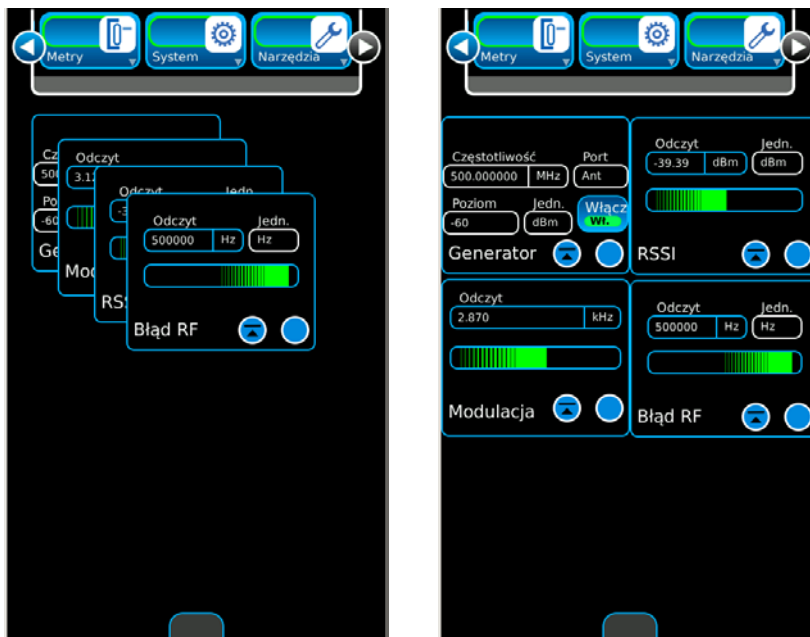 Metry
System
Narzędzia
Odczyt
Odczyt
Odczyt
500000 Hz
Jedn.
Hz
Błąd RF
Metry
System
Narzędzia
Częstotliwość
500.000000 MHz
Port
Ant
Poziom
-60
Jedn.
dBm
Włącz
Wł.
Generator
Odczyt
-39.39 dBm
Jedn.
dBm
RSSI
Odczyt
2.870 kHz
Modulacja
Odczyt
500000 Hz
Jedn.
Hz
Błąd RF